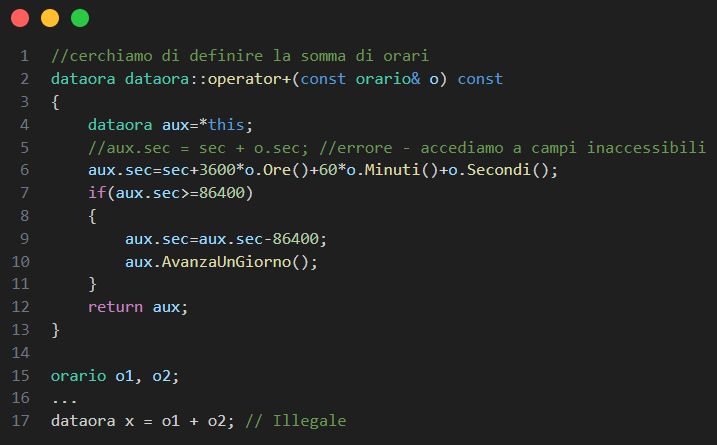 1 //cerchiamo di definire la somma di orari
2 dataora dataora::operator+(const orario& o) const
3 {
4     dataora aux=*this;
5     //aux.sec = sec + o.sec; //errore - accediamo a campi inaccessibili
6     aux.sec=sec+3600*o.Ore()+60*o.Minuti()+o.Secondi();
7     if(aux.sec>=86400)
8     {
9         aux.sec=aux.sec-86400;
10         aux.AvanzaUnGiorno();
11     }
12     return aux;
13 }
14
15 orario o1, o2;
16 ...
17 dataora x = o1 + o2; // Illegale